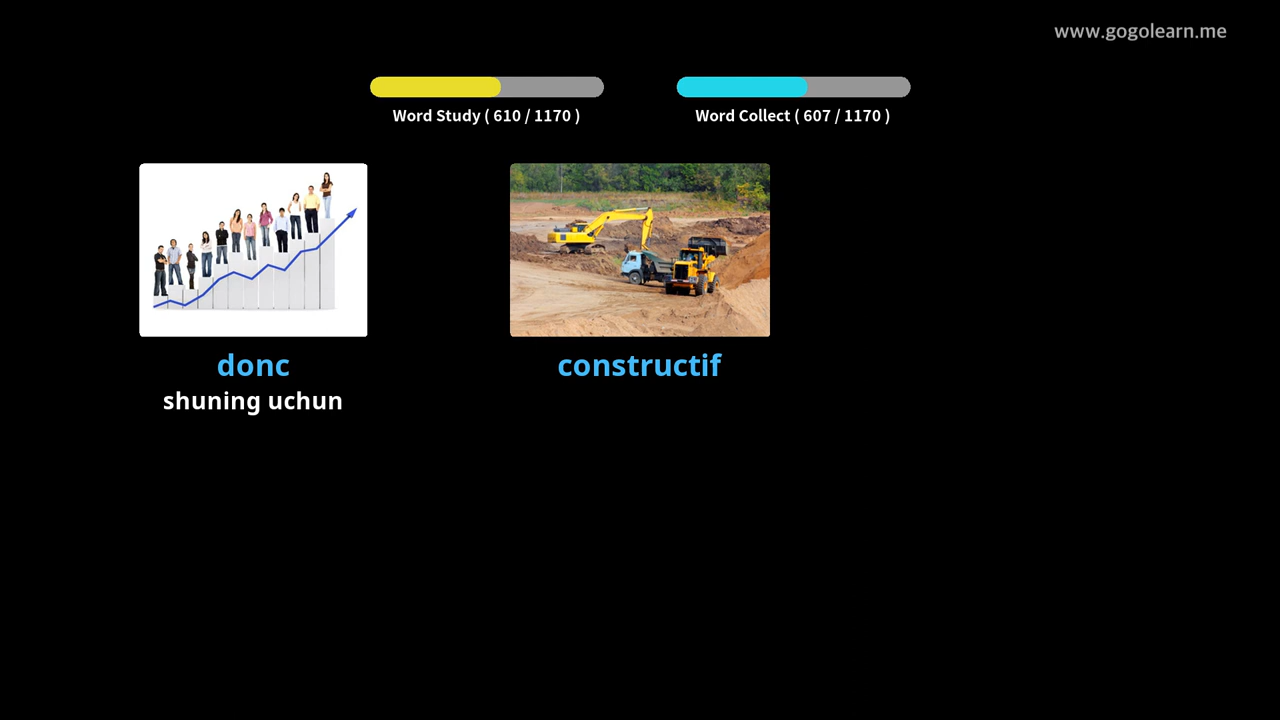 www.gogolearn.me
Word Study ( 610 / 1170 )
Word Collect ( 607 / 1170 )
donc
constructif
shuning uchun